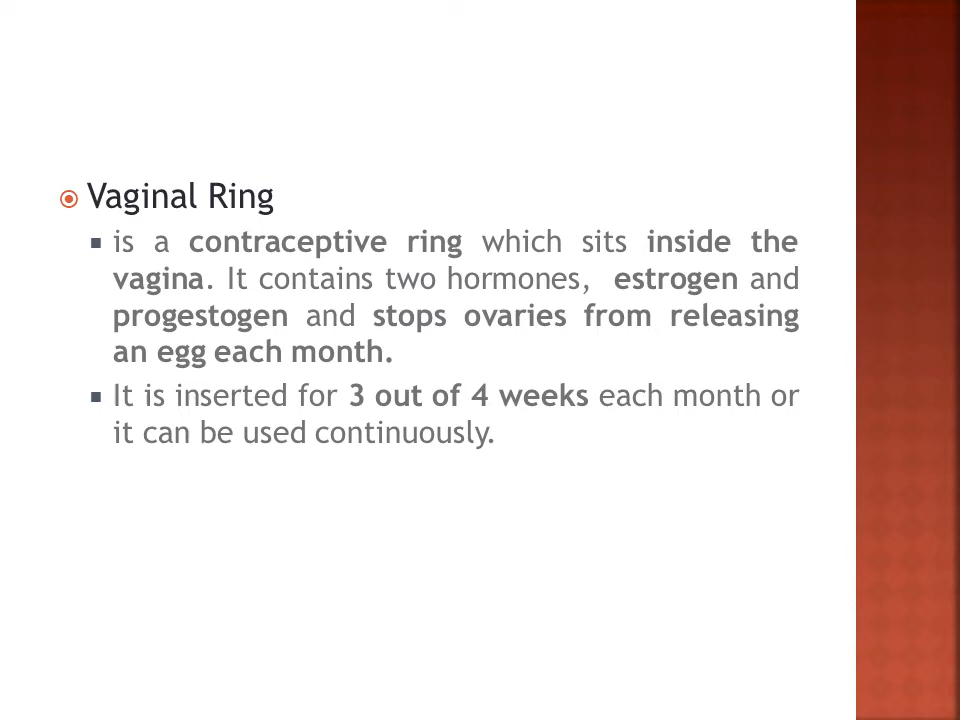 Vaginal Ring
is a contraceptive ring which sits inside the
vagina. It contains two hormones, estrogen and
progestogen and stops ovaries from releasing
an egg each month.
It is inserted for 3 out of 4 weeks each month or
it can be used continuously.